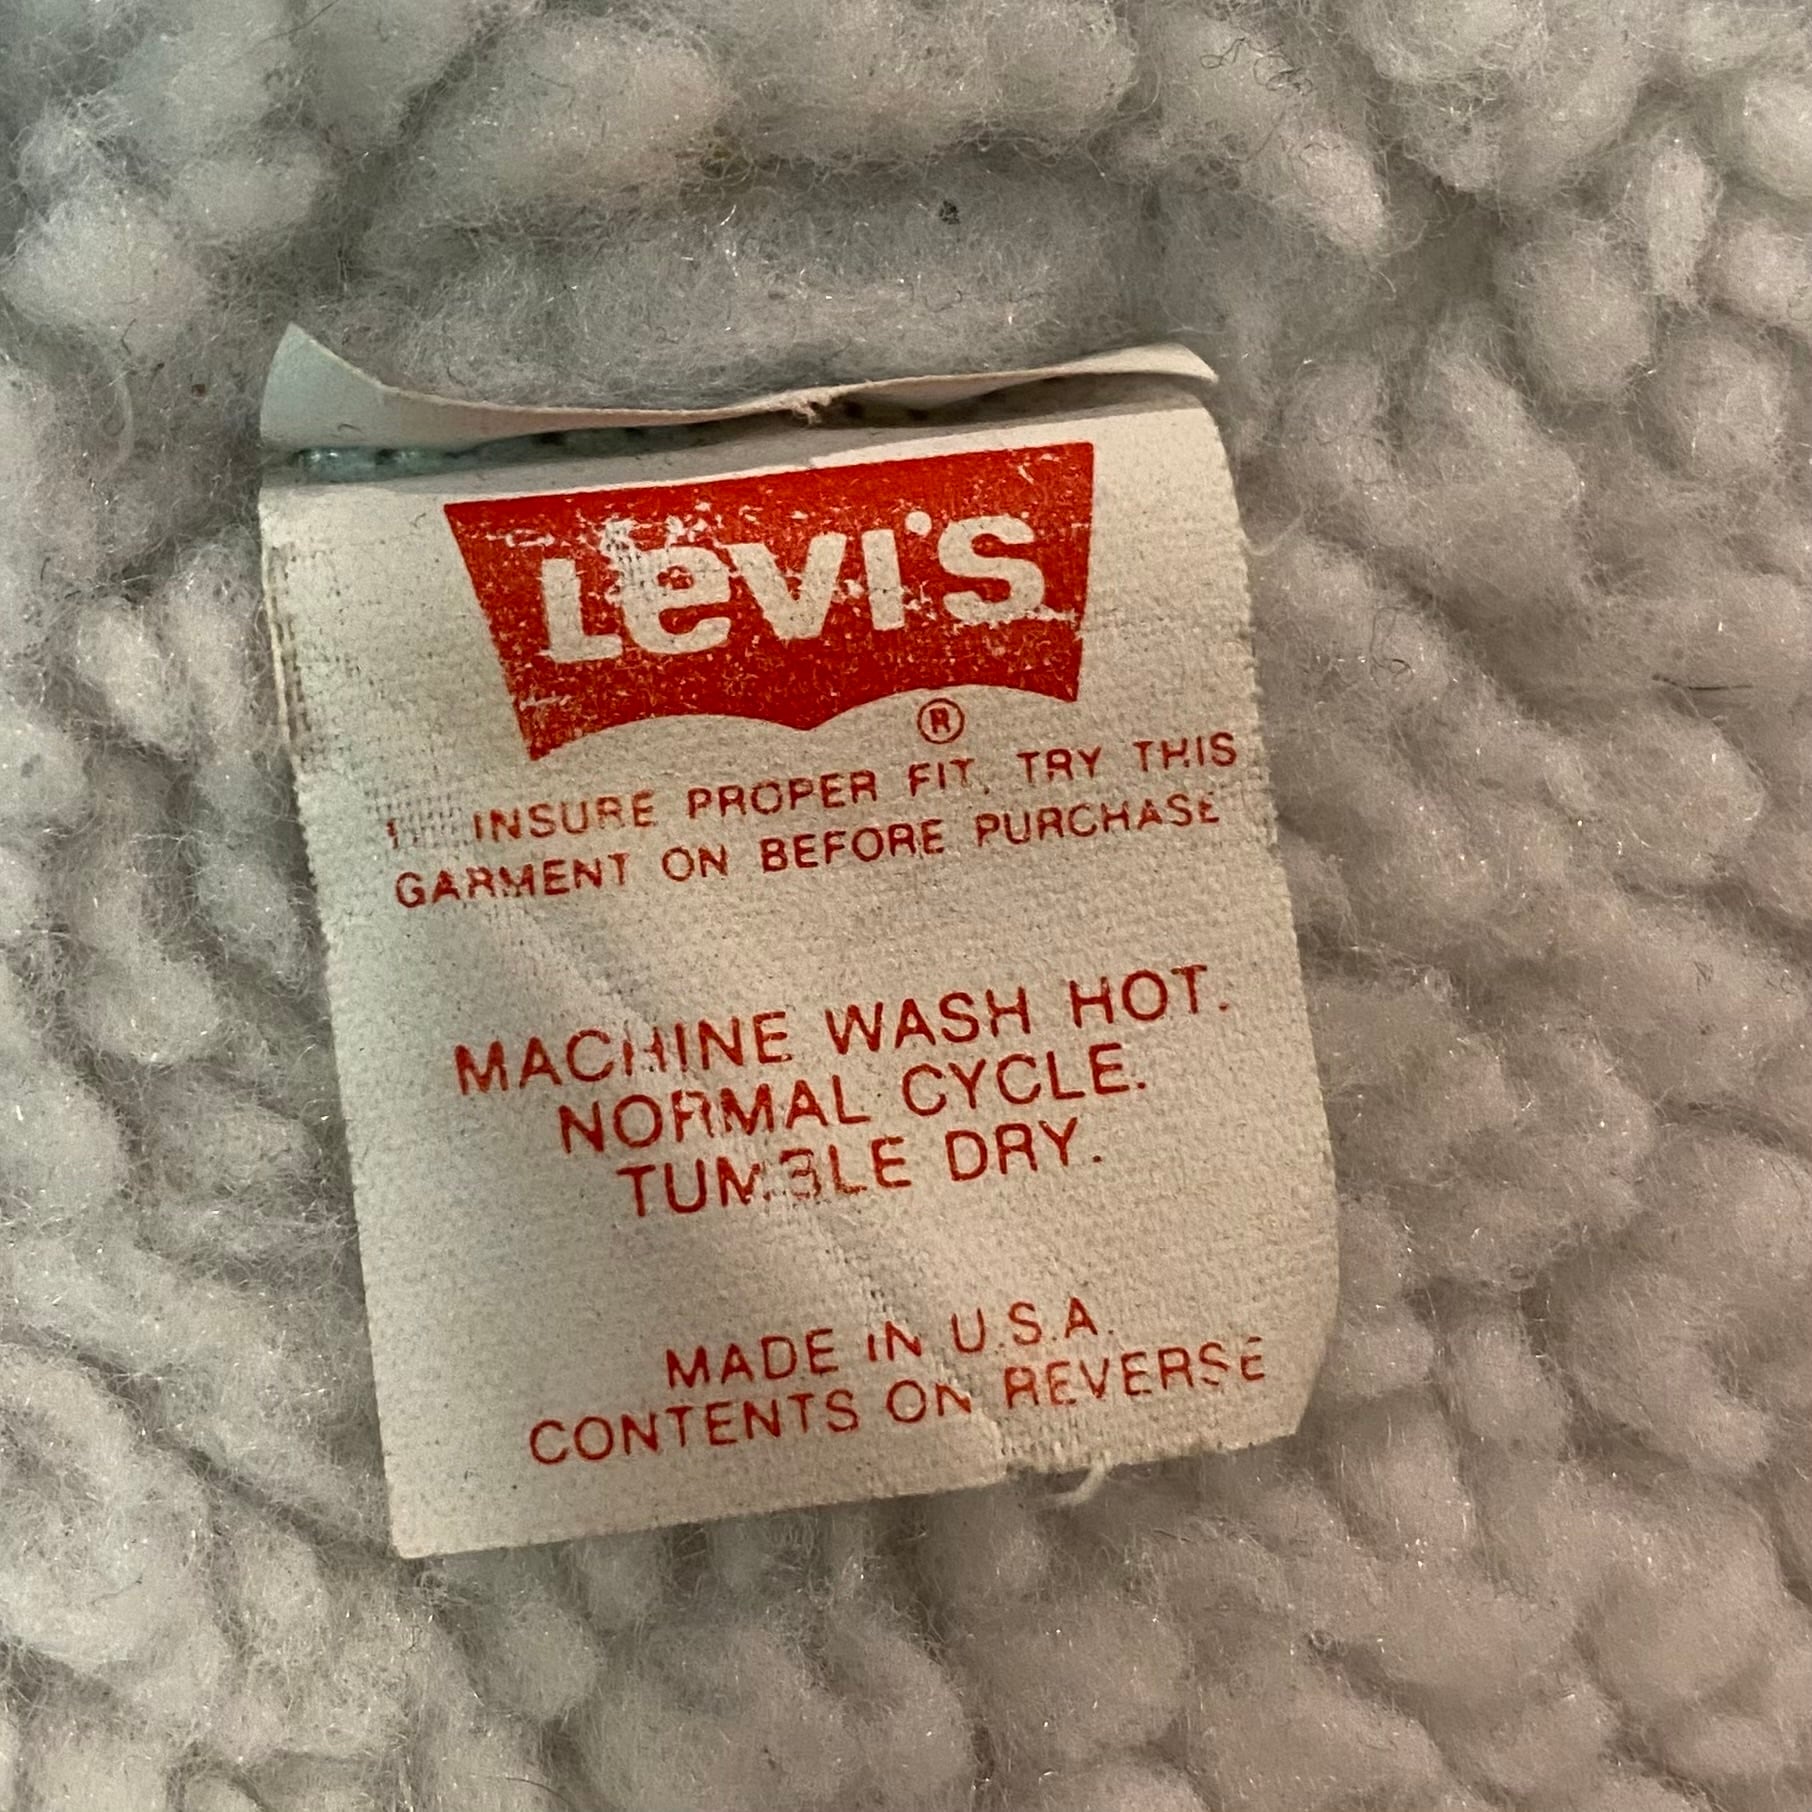 Levi's
®
INSURE PROPER FIT, TRY THIS
GARMENT ON BEFORE PURCHASE
MACHINE WASH HOT.
NORMAL CYCLE.
TUMBLE DRY.
MADE IN U.S.A.
CONTENTS ON REVERSE